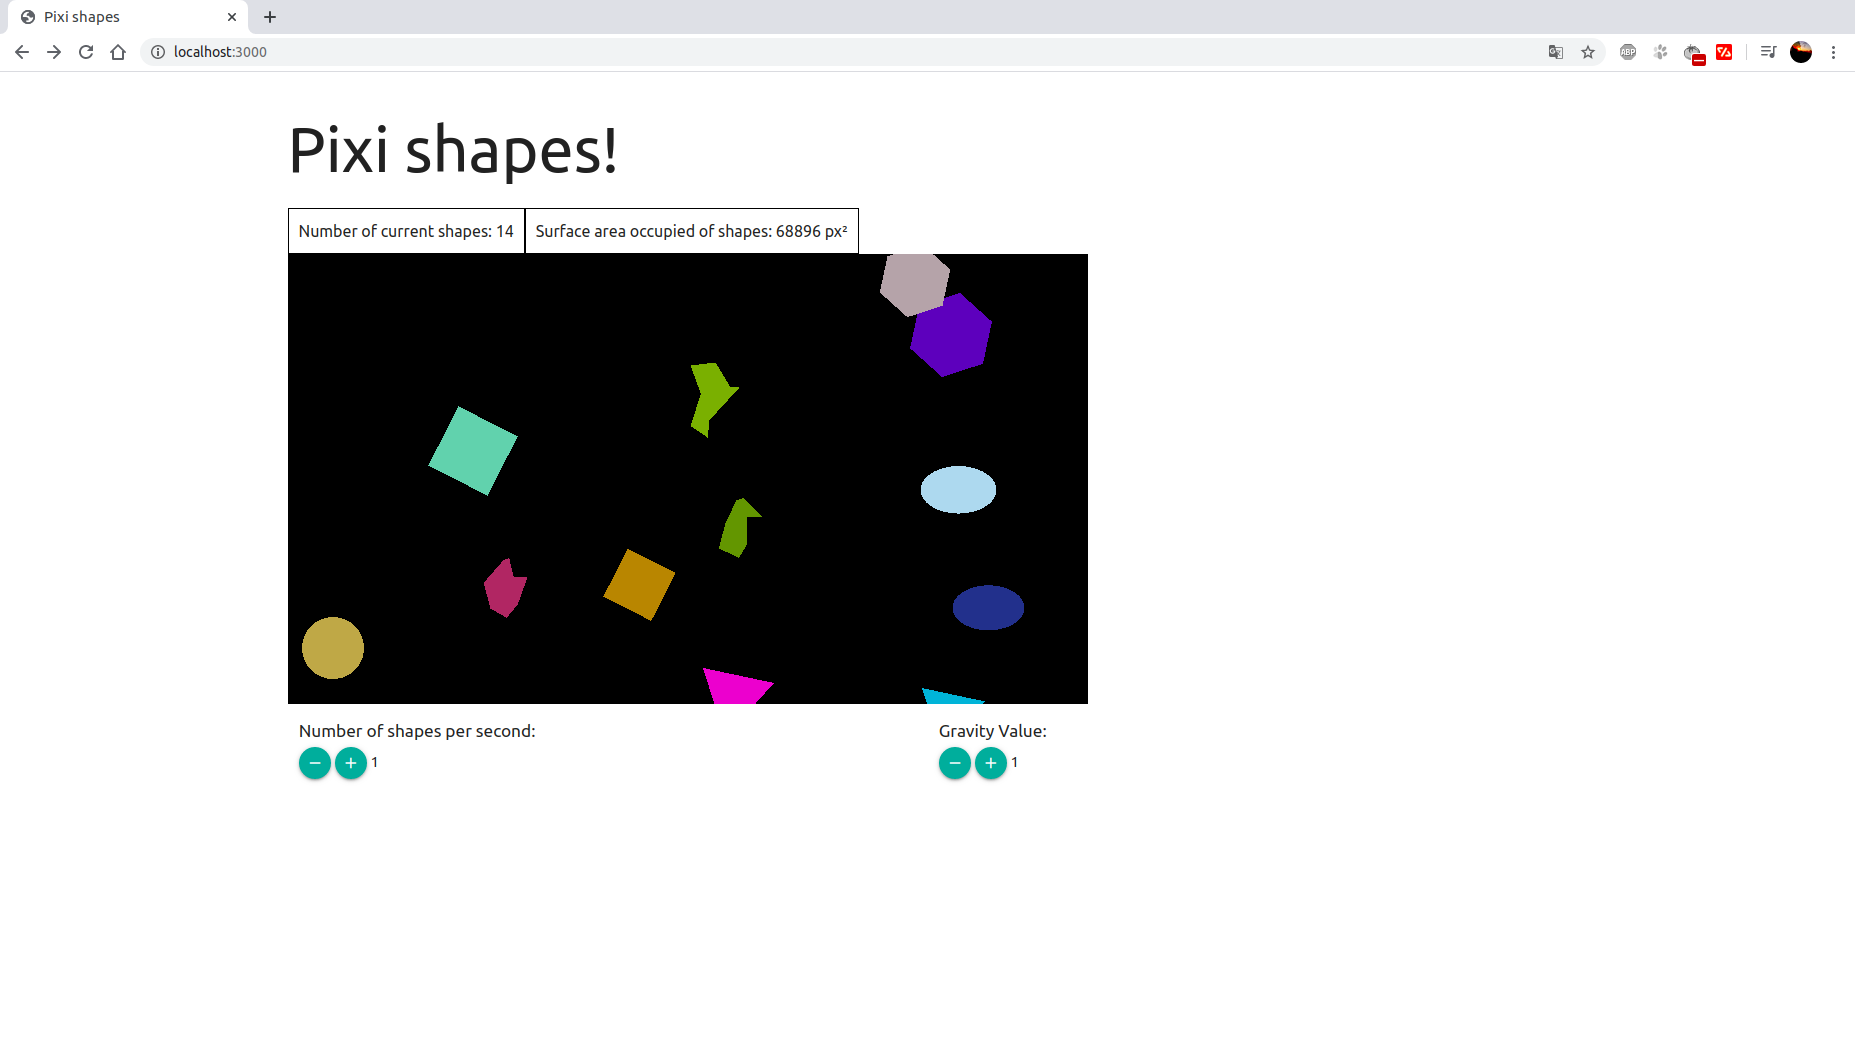 Pixi shapes
localhost:3000
ABP
Pixi shapes!
Number of current shapes: 14
Surface area occupied of shapes: 68896 px²
Number of shapes per second:
1
Gravity Value:
1